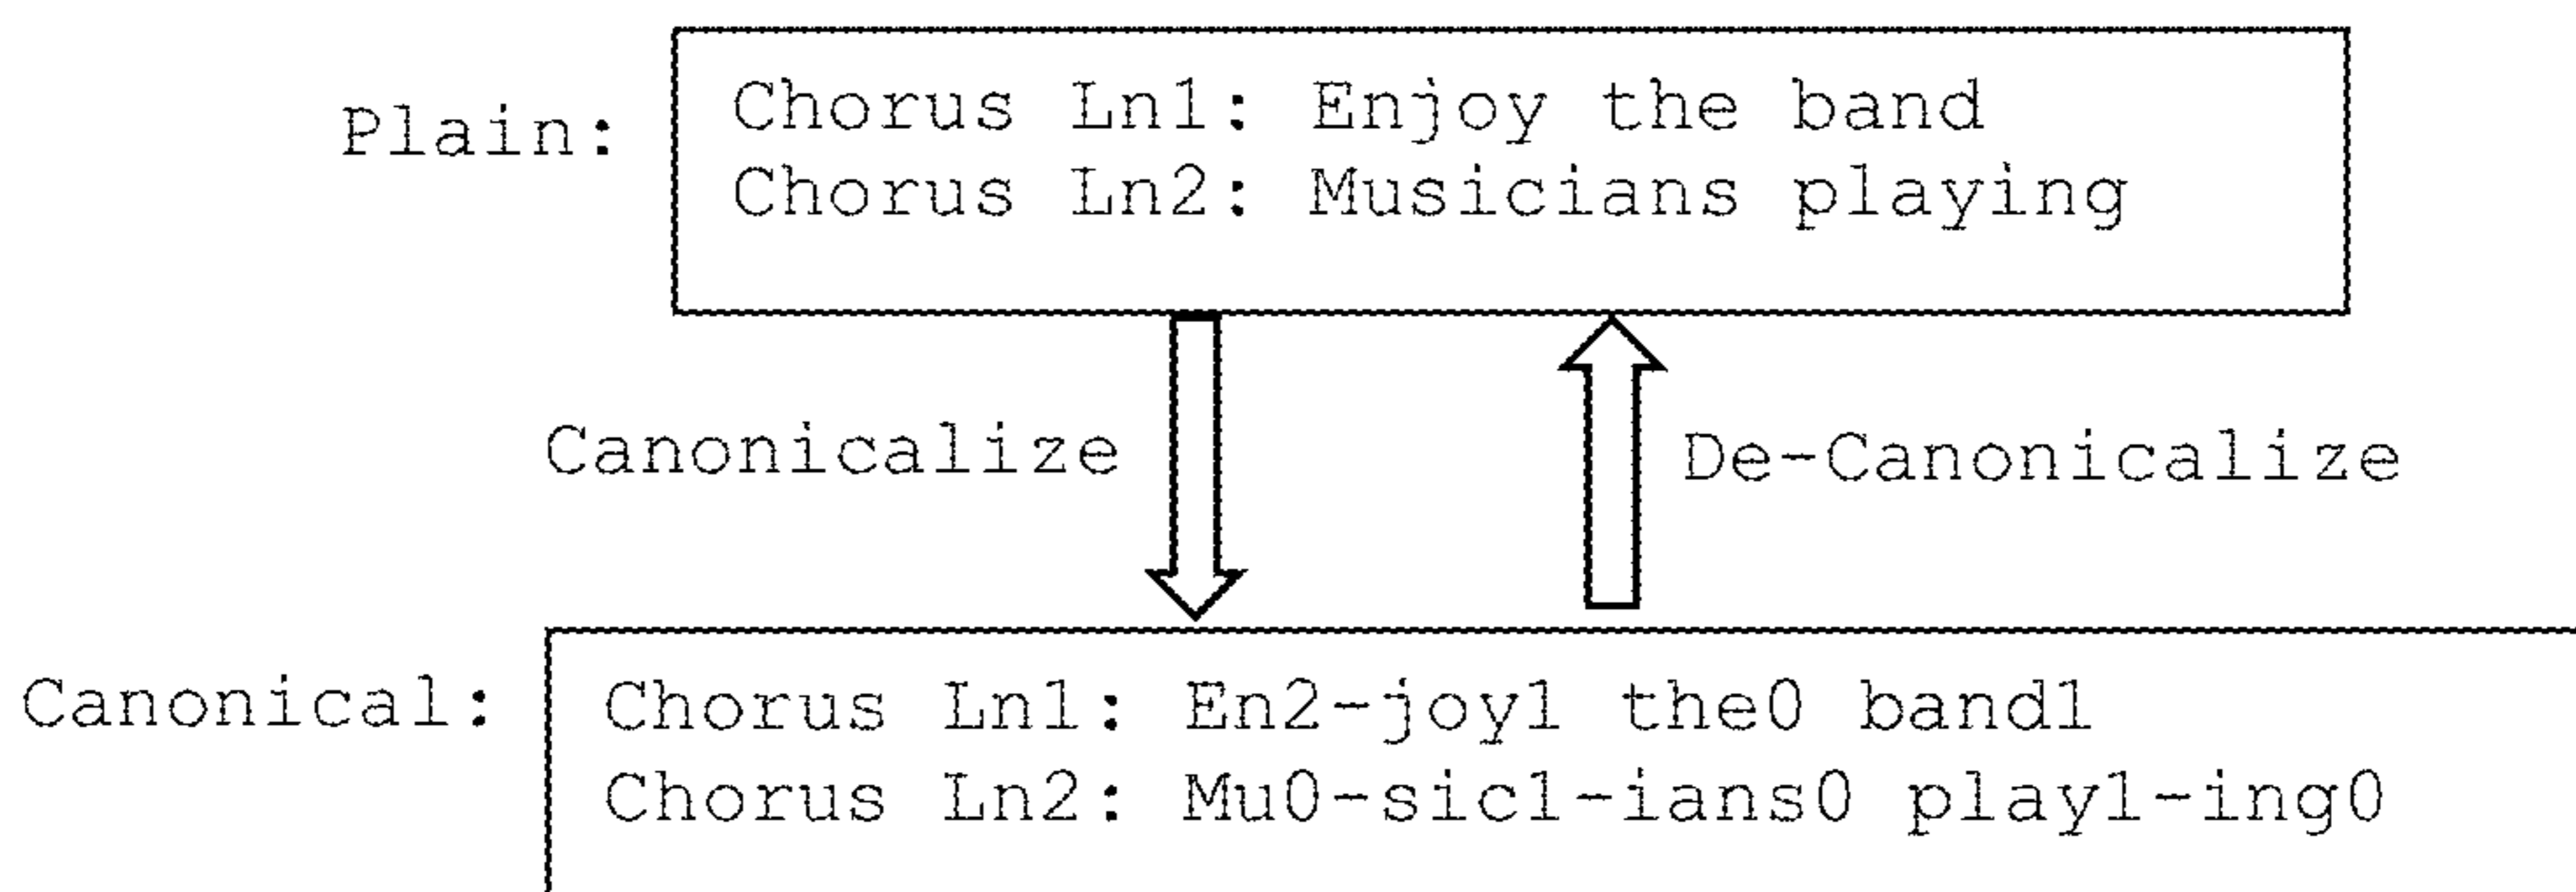 Plain:
Chorus Ln1: Enjoy the band
Chorus Ln2: Musicians playing
Canonicalize
De-Canonicalize
Canonical:
Chorus Ln1: En2-joy1 the0 band1
Chorus Ln2: Mu0-sic1-ians0 play1-ing0